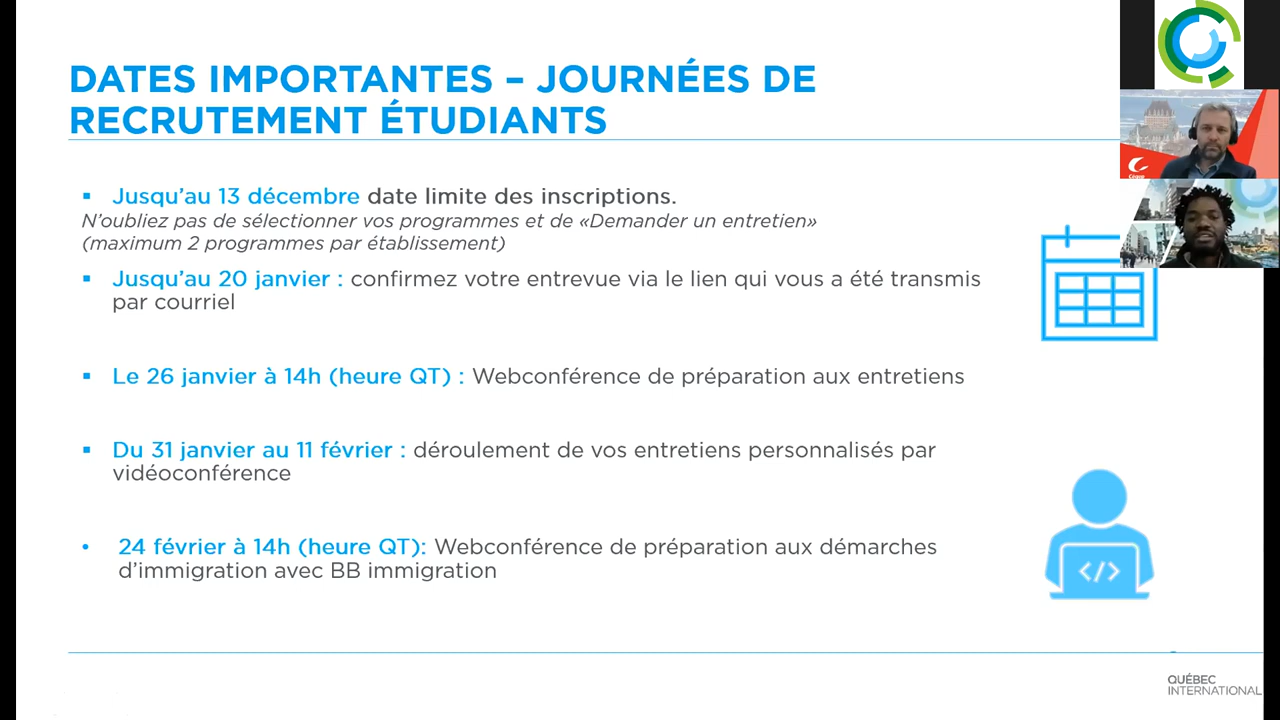 DATES IMPORTANTES – JOURNÉES DE
RECRUTEMENT ÉTUDIANTS
▪ Jusqu'au 13 décembre date limite des inscriptions.
N'oubliez pas de sélectionner vos programmes et de «Demander un entretien»
(maximum 2 programmes par établissement)
▪ Jusqu'au 20 janvier : confirmez votre entrevue via le lien qui vous a été transmis
par courriel
▪ Le 26 janvier à 14h (heure QT) : Webconférence de préparation aux entretiens
▪ Du 31 janvier au 11 février : déroulement de vos entretiens personnalisés par
vidéoconférence
• 24 février à 14h (heure QT): Webconférence de préparation aux démarches
d'immigration avec BB immigration
</>
QUÉBEC
INTERNATIONAL